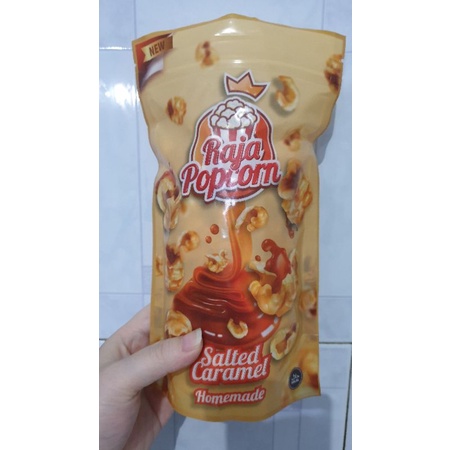 NEW
Raja
Popcorn
Salted
Caramel
Homemade